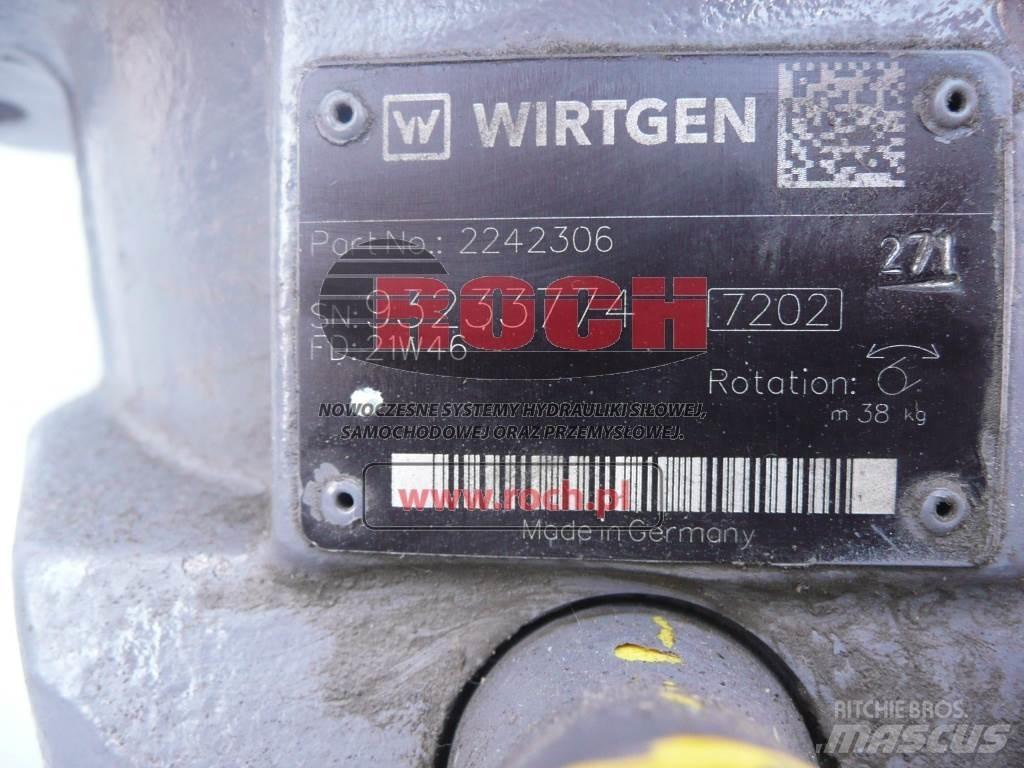 W WIRTGEN
Part No.: 2242306
271
SN: 93233774 7202
FD: 21W46
ROCH
Rotation:
m 38 kg
NOWOCZESNE SYSTEMY HYDRAULIKI SIŁOWEJ,
SAMOCHODOWEJ ORAZ PRZEMYSŁOWEJ.
www.roch.pl
Made in Germany
RITCHIE BROS.
MASCUS